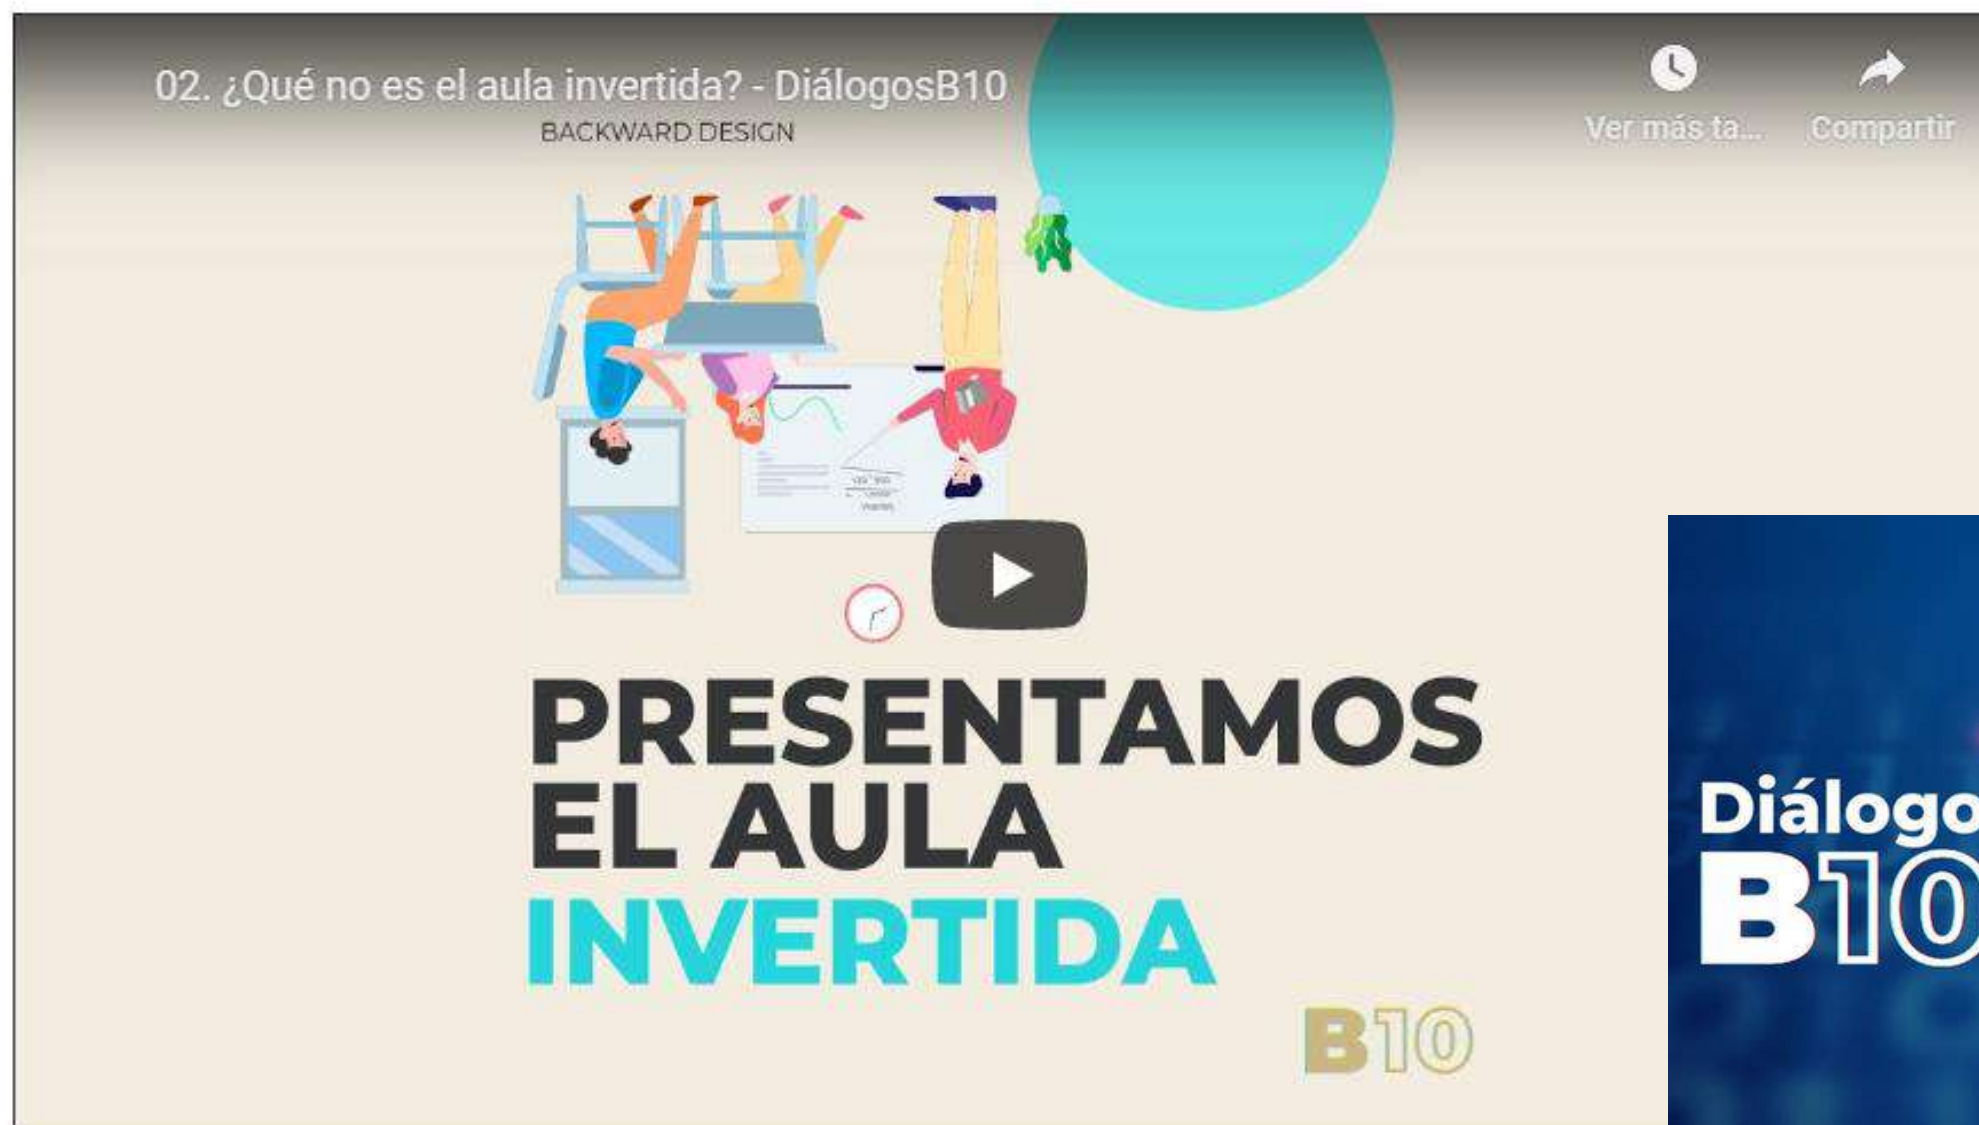 02. ¿Qué no es el aula invertida? - DiálogosB10
Ver más ta...
Compartir
BACKWARD DESIGN
PRESENTAMOS
EL AULA
INVERTIDA
B10
Diálogo
B10